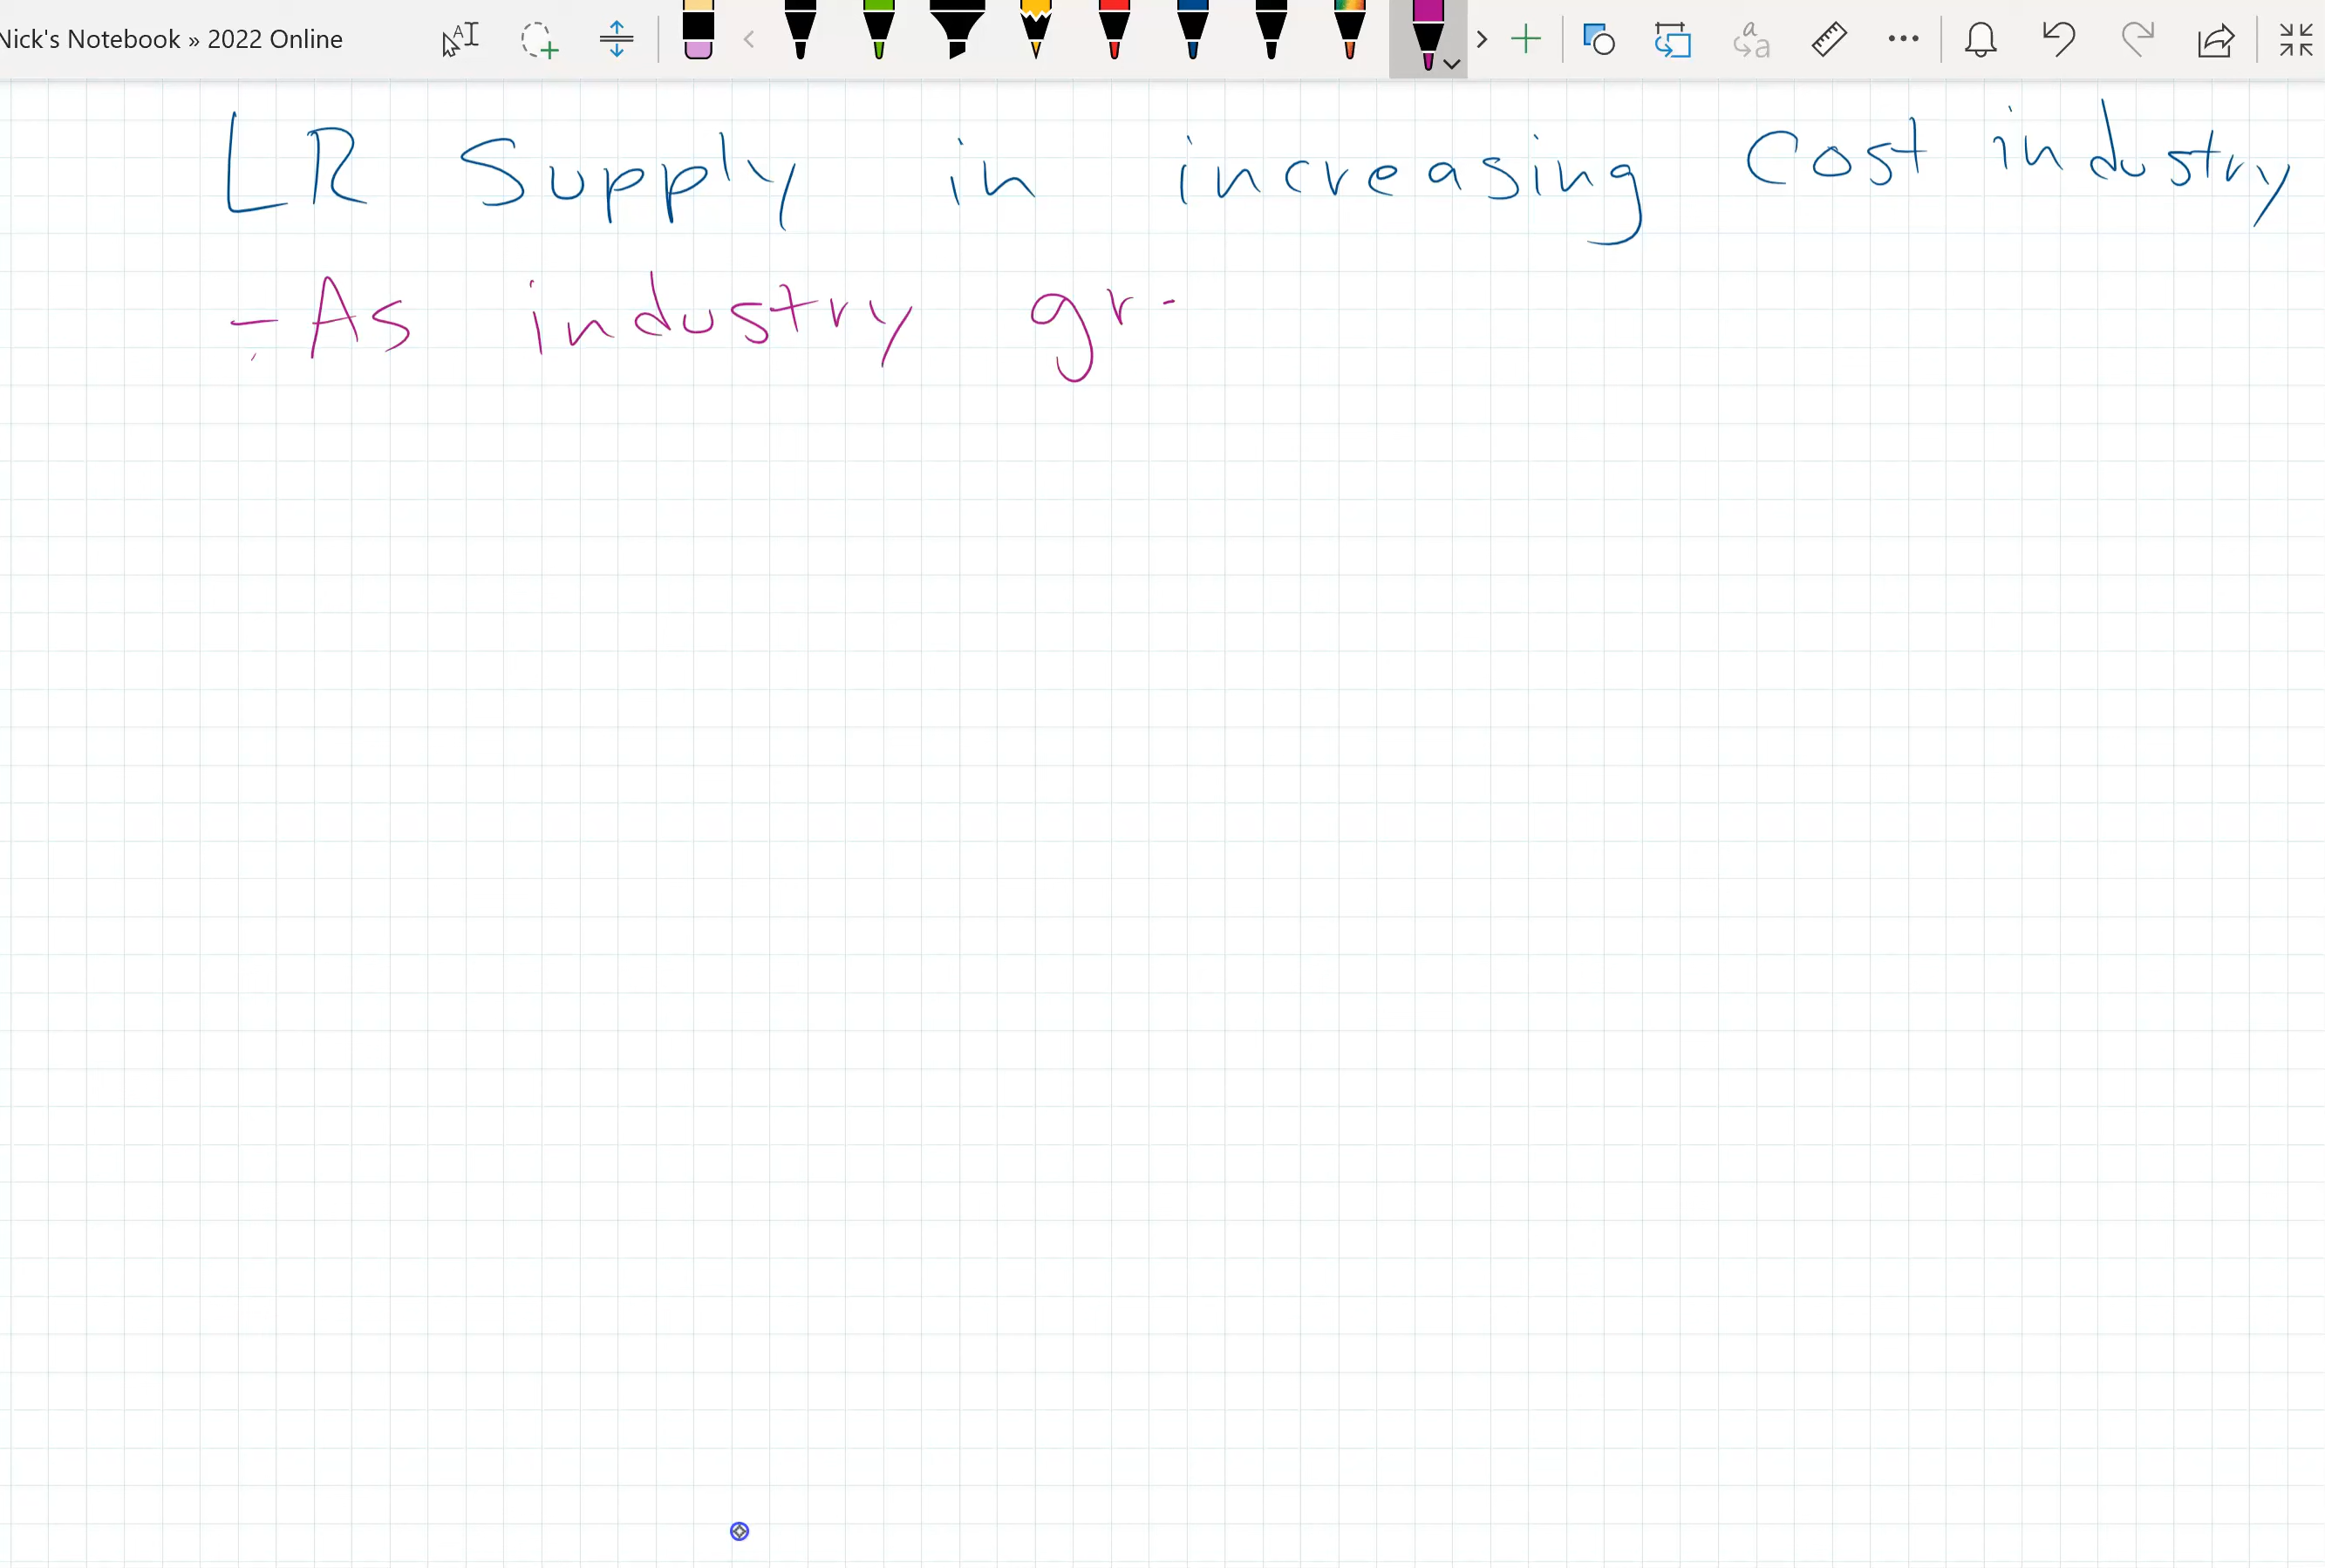 Nick's Notebook » 2022 Online
LR Supply in increasing Cost industry
- As industry gr